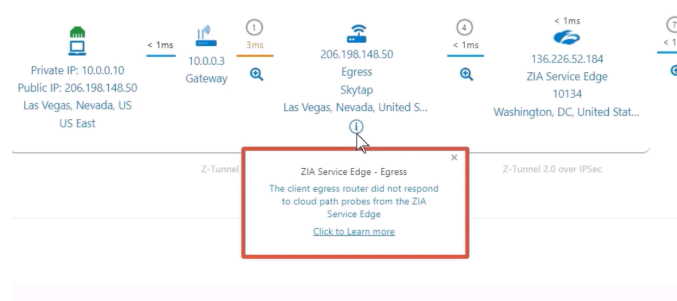 < 1ms
1
4
7
< 1ms
3ms
< 1ms
< 1
206.198.148.50
136.226.52.184
10.0.0.3
Private IP: 10.0.0.10
Egress
ZIA Service Edge
Gateway
Public IP: 206.198.148.50
Skytap
10134
Las Vegas, Nevada, US
Las Vegas, Nevada, United S...
Washington, DC, United Stat...
US East
Z-Tunnel
Z-Tunnel 2.0 over IPSec
ZIA Service Edge - Egress
The client egress router did not respond
to cloud path probes from the ZIA
Service Edge
Click to Learn more